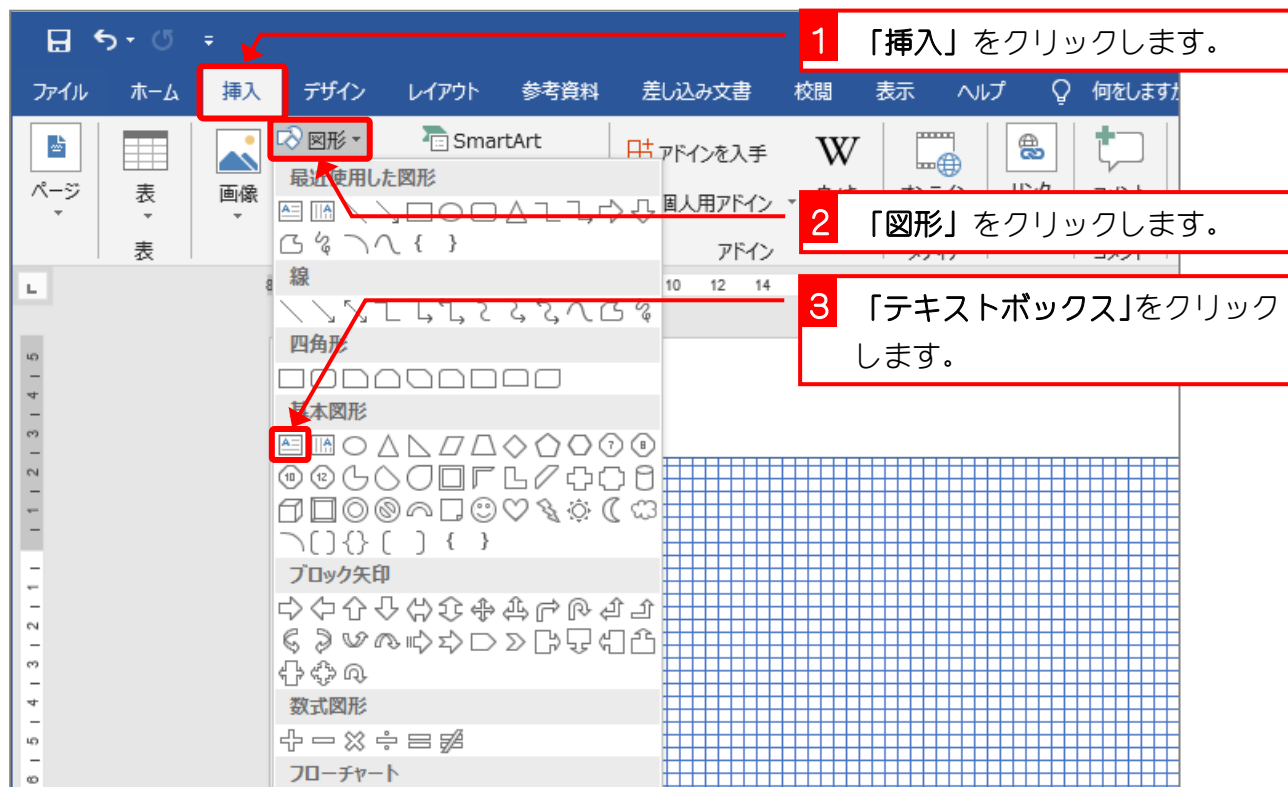 1 「挿入」をクリックします。
ファイル ホーム 挿入 デザイン レイアウト 参考資料 差し込み文書 校閲 表示 ヘルプ 何をしますか
図形 SmartArt
アドインを入手
W
ページ 表 画像
最近使用した図形
個人用アドイン
2 「図形」をクリックします。
表 アドイン
線
8 10 12 14
3 「テキストボックス」をクリック
します。
四角形
基本図形
ブロック矢印
数式図形
フローチャート